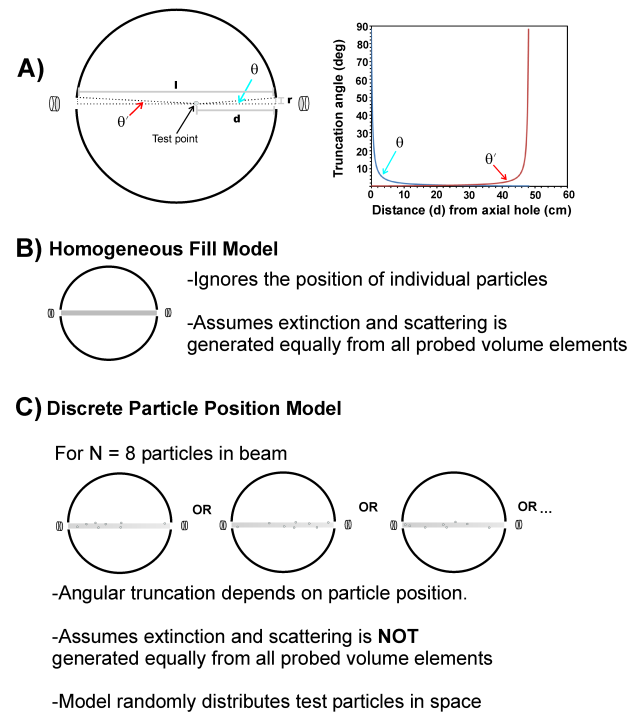 A)
l
θ
r
θ′
d
Test point
Truncation angle (deg)
90
80
70
60
50
40
30
20
10
θ
θ′
0 10 20 30 40 50 60
Distance (d) from axial hole (cm)
B) Homogeneous Fill Model
-Ignores the position of individual particles
-Assumes extinction and scattering is
generated equally from all probed volume elements
C) Discrete Particle Position Model
For N = 8 particles in beam
OR
OR
OR ...
-Angular truncation depends on particle position.
-Assumes extinction and scattering is NOT
generated equally from all probed volume elements
-Model randomly distributes test particles in space